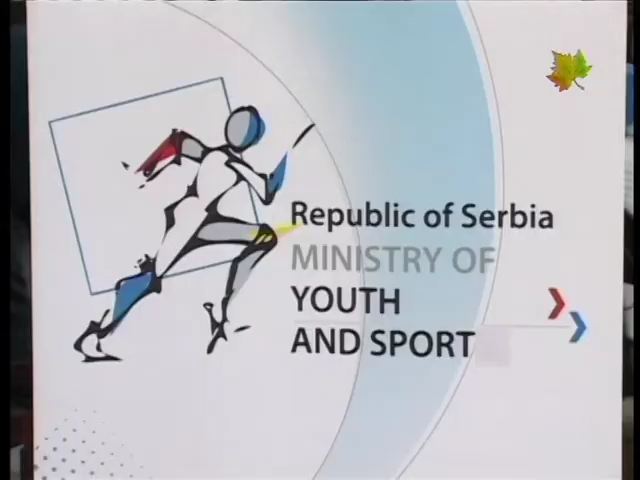 Republic of Serbia
MINISTRY OF
YOUTH
AND SPORT